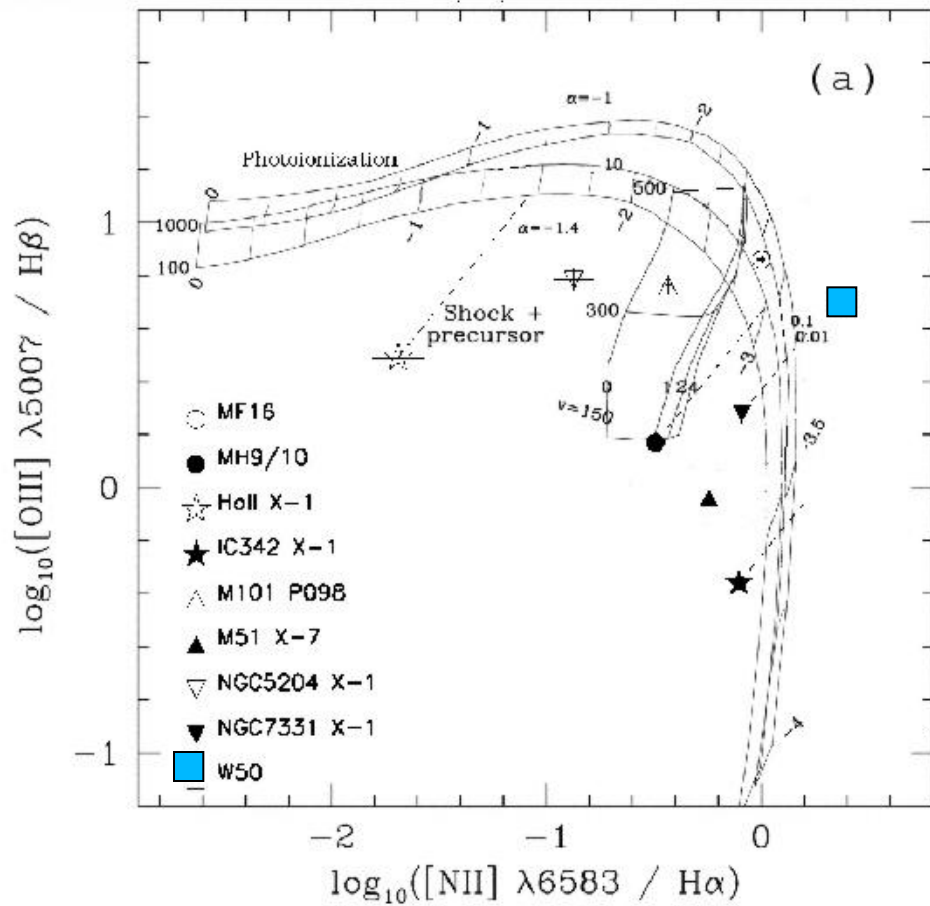 (a)
α=-1
-2
-1
Photoionization
10
500
0
1000
1
-1
-2
α=-1.4
100
0
Shock +
precursor
300
0.1
0.01
-3
0
1
2
4
v=150
-3.5
MF16
MH9/10
0
HoII X-1
IC342 X-1
M101 P098
M51 X-7
NGC5204 X-1
NGC7331 X-1
-4
-1
W50
-2
-1
0
log10([OIII] λ5007 / Hβ)
log10([NII] λ6583 / Hα)